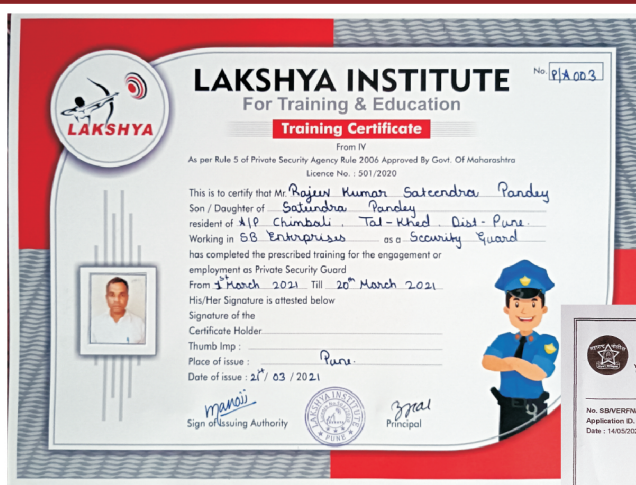 LAKSHYA
LAKSHYA INSTITUTE
No. P/A003
For Training & Education
Training Certificate
From IV
As per Rule 5 of Private Security Agency Rule 2006 Approved By Govt. Of Maharashtra
Licence No. : 501/2020
This is to certify that Mr. Rajeev Kumar Sateendra Pandey
Son / Daughter of Satundra Pandey
resident of A/P Chimbali. Tal-Khed. Dist-Pune.
Working in SB Enterprises as a Security Guard
has completed the prescribed training for the engagement or
employment as Private Security Guard
From 1st March 2021 Till 20th March 2021
His/Her Signature is attested below
Signature of the
Certificate Holder
Thumb Imp :
Place of issue : Pune.
Date of issue : 21st / 03 / 2021
Manoj
LAKSHYA INSTITUTE
PUNE
Sign of Issuing Authority
Principal
No. SB/VERFN
Application ID.
Date : 14/05/202